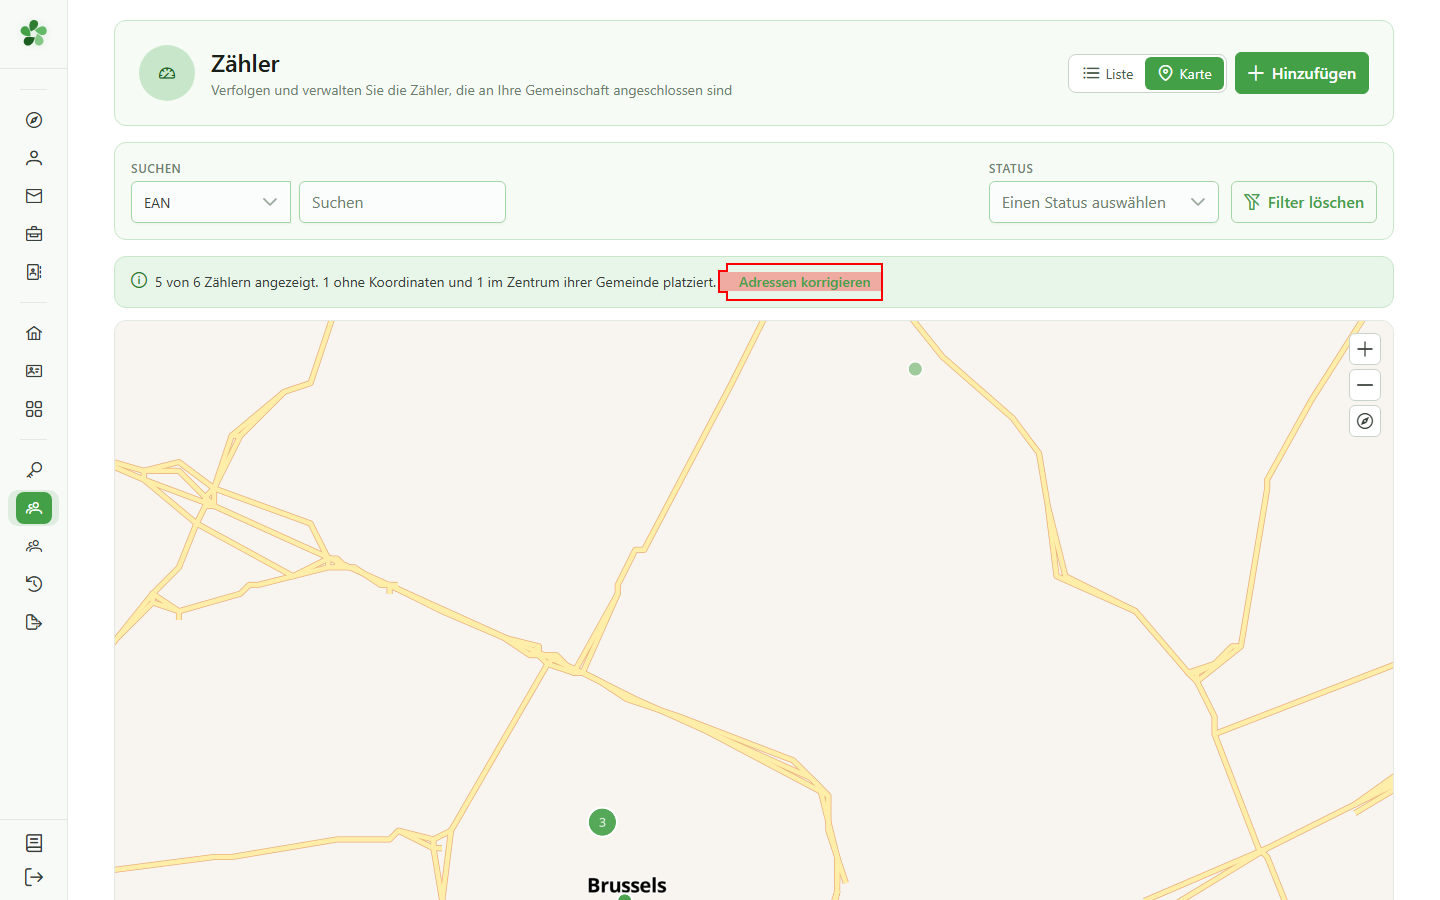 Zähler
Verfolgen und verwalten Sie die Zähler, die an Ihre Gemeinschaft angeschlossen sind
Liste
Karte
Hinzufügen
SUCHEN
EAN
Suchen
STATUS
Einen Status auswählen
Filter löschen
5 von 6 Zählern angezeigt. 1 ohne Koordinaten und 1 im Zentrum ihrer Gemeinde platziert. Adressen korrigieren
3
Brussels